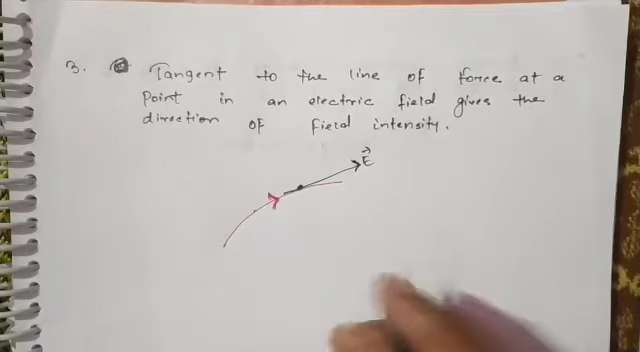 3. Tangent to the line of force at a
Point in an electric field gives the
direction of field intensity.
E⃗